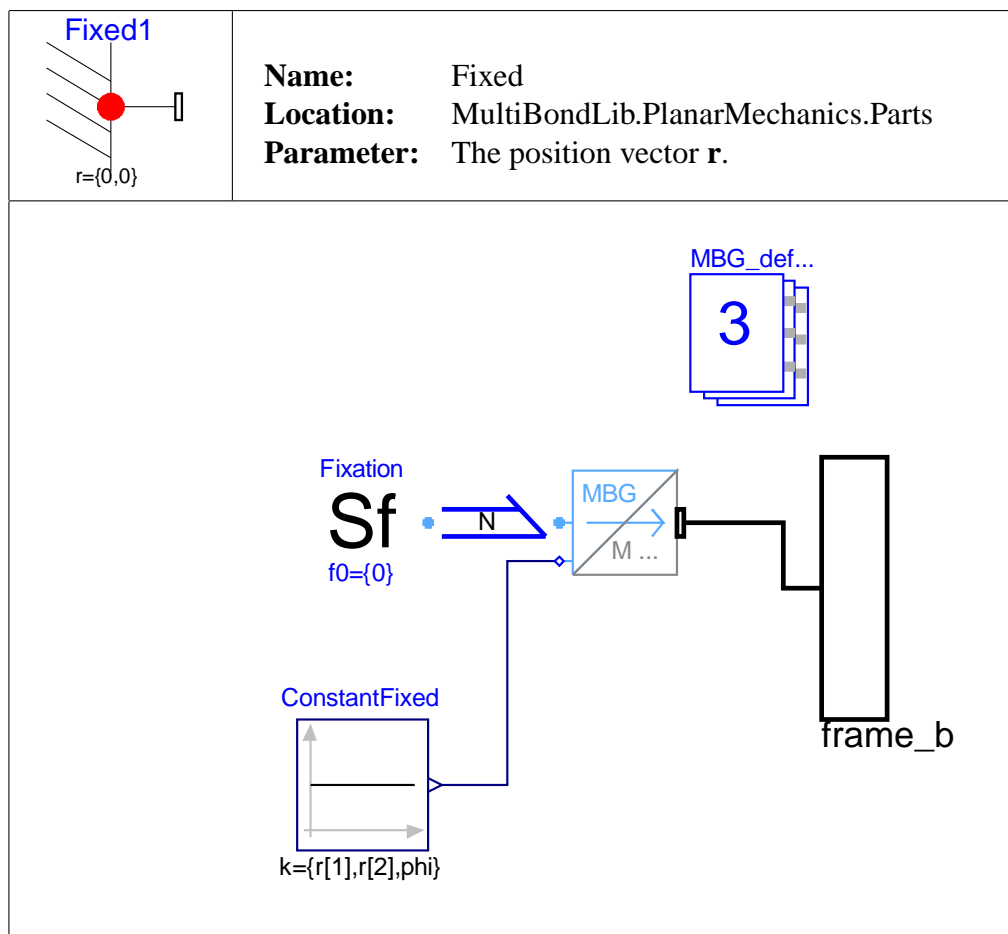 Fixed1
r={0,0}
Name: Fixed
Location: MultiBondLib.PlanarMechanics.Parts
Parameter: The position vector r.
MBG_def...
3
Fixation
Sf
f0={0}
N
MBG
M ...
ConstantFixed
k={r[1],r[2],phi}
frame_b